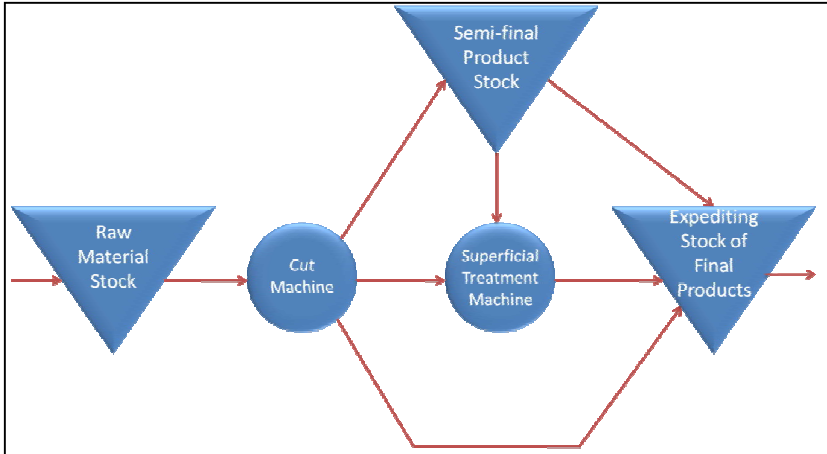 Semi-final
Product
Stock
Raw
Material
Stock
Cut
Machine
Superficial
Treatment
Machine
Expediting
Stock of
Final
Products